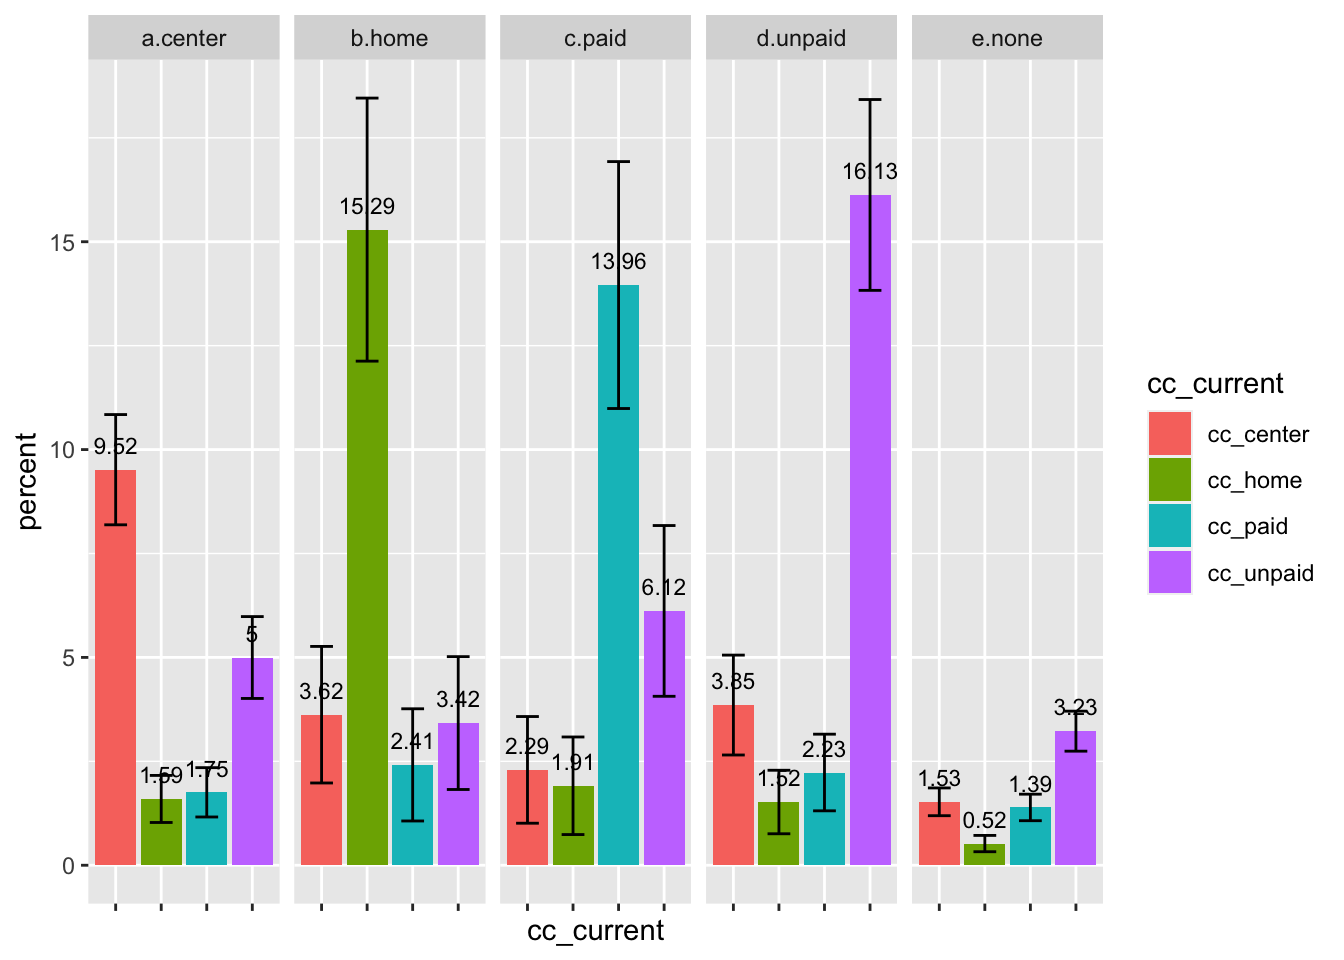 a.center
b.home
c.paid
d.unpaid
e.none
percent
15
10
5
0
9.52
1.59
1.75
5
3.62
15.29
2.41
3.42
2.29
1.91
13.96
6.12
3.85
1.52
2.23
16.13
1.53
0.52
1.39
3.23
cc_current
cc_current
cc_center
cc_home
cc_paid
cc_unpaid